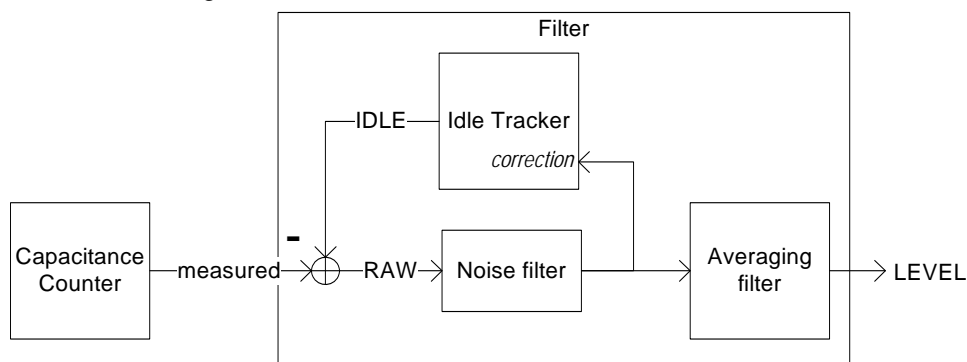 Filter
IDLE
Idle Tracker
correction
Capacitance
Counter
measured
-
RAW
Noise filter
Averaging
filter
LEVEL